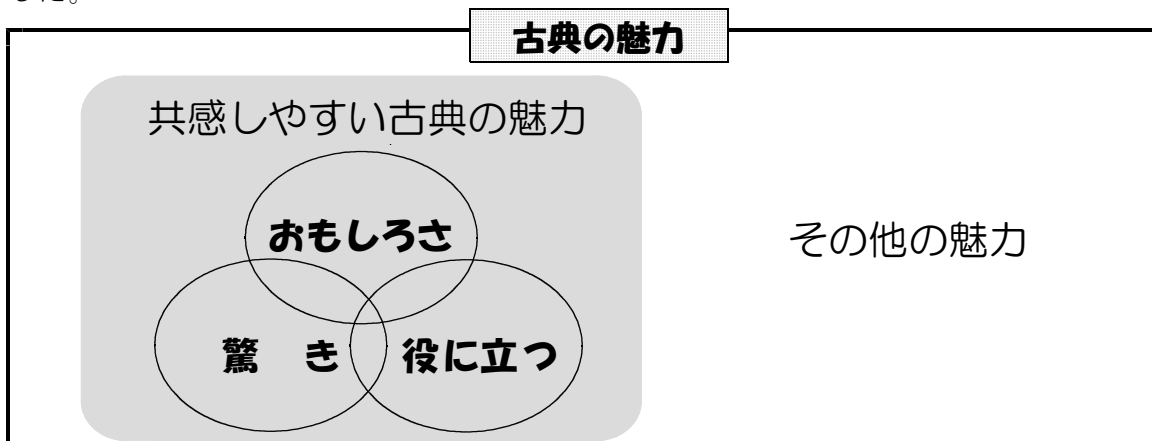 した。
古典の魅力
共感しやすい古典の魅力
おもしろさ
その他の魅力
驚 き
役に立つ